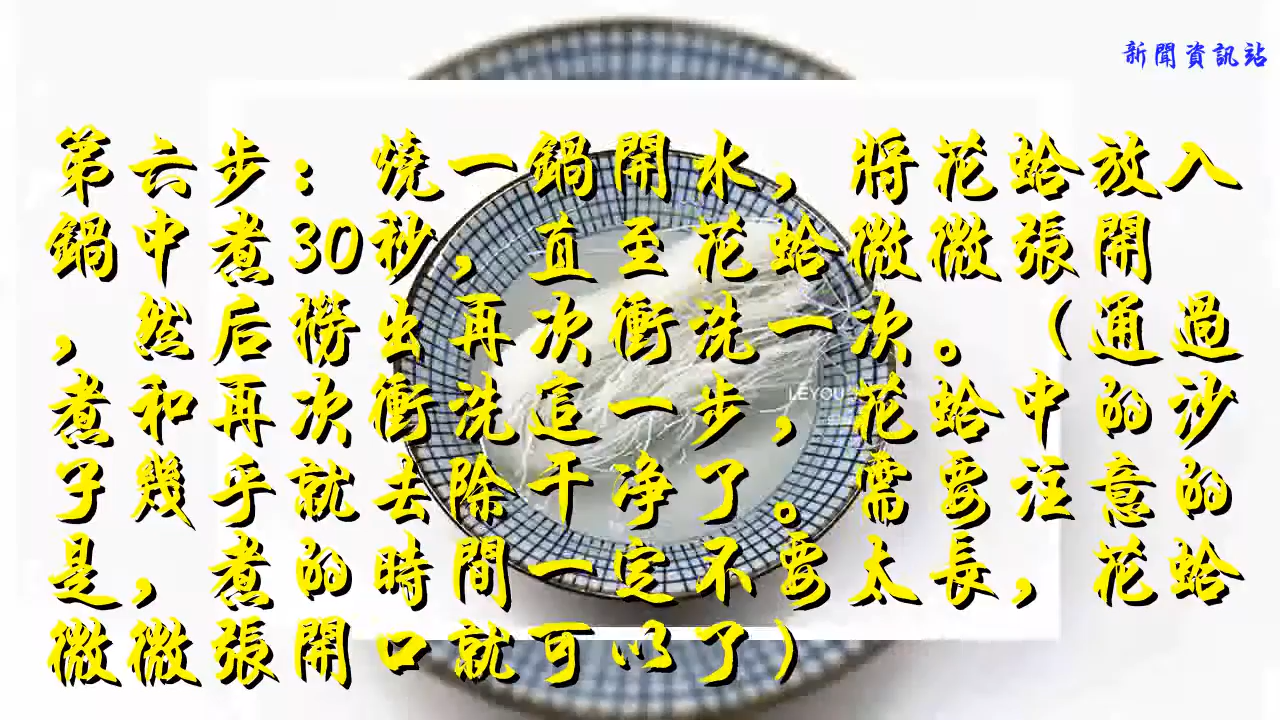 新聞資訊站
第六步：燒一鍋開水，將花蛤放入
鍋中煮30秒，直至花蛤微微張開
，然后撈出再次衝洗一次。（通過
煮和再次衝洗這一步，花蛤中的沙
子幾乎就去除干净了。需要注意的
是，煮的時間一定不要太長，花蛤
微微張開口就可以了）
LEYOU